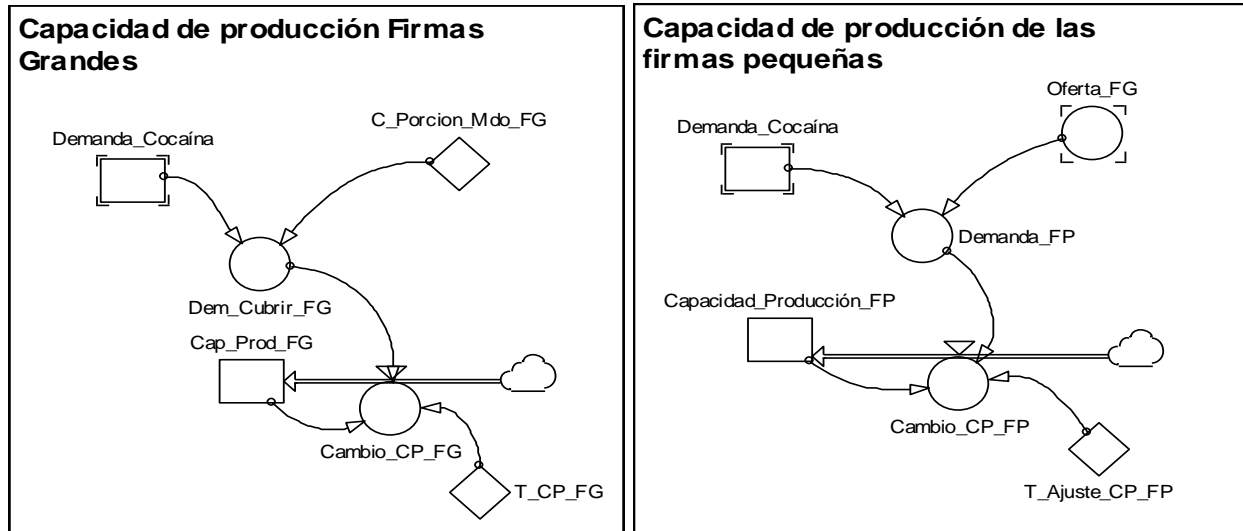 Capacidad de producción Firmas
Grandes
Demanda_Cocaína
C_Porcion_Mdo_FG
Dem_Cubrir_FG
Cap_Prod_FG
Cambio_CP_FG
T_CP_FG
Capacidad de producción de las
firmas pequeñas
Oferta_FG
Demanda_Cocaína
Demanda_FP
Capacidad_Producción_FP
Cambio_CP_FP
T_Ajuste_CP_FP